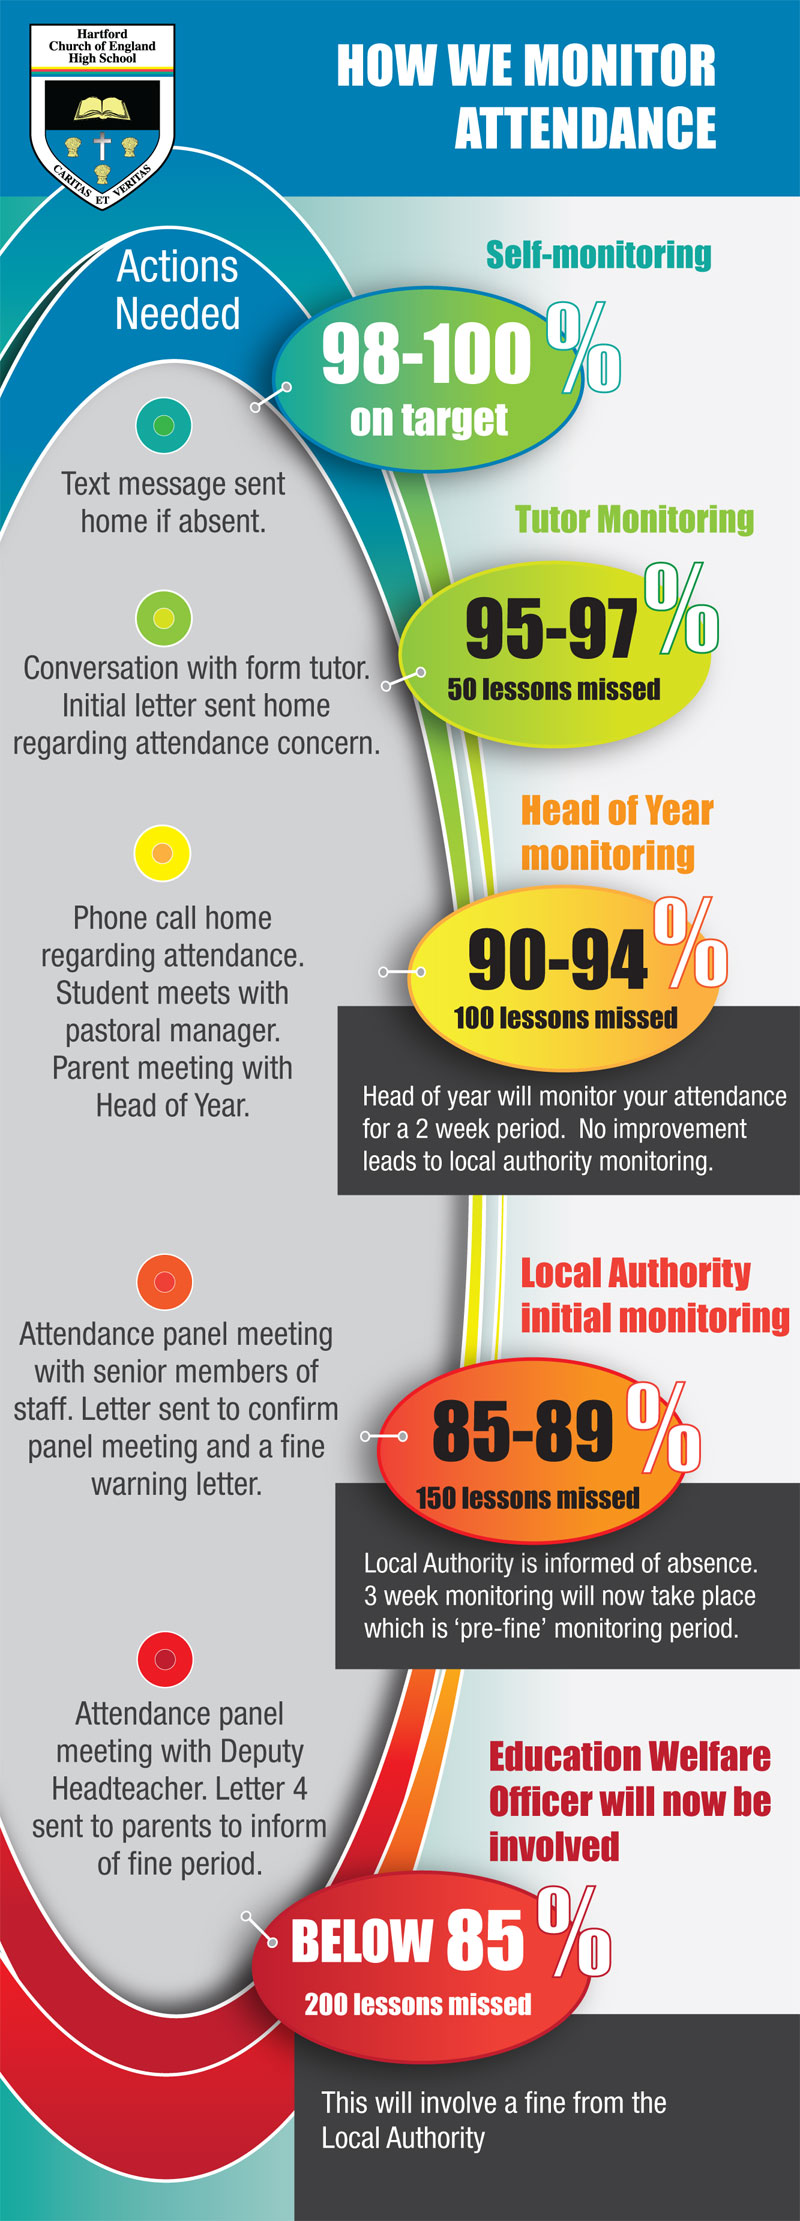 Hartford
Church of England
High School
CARITAS ET VERITAS
HOW WE MONITOR
ATTENDANCE
Actions
Needed
Self-monitoring
98-100%
on target
Text message sent
home if absent.
Tutor Monitoring
95-97%
50 lessons missed
Conversation with form tutor.
Initial letter sent home
regarding attendance concern.
Head of Year
monitoring
90-94%
100 lessons missed
Phone call home
regarding attendance.
Student meets with
pastoral manager.
Parent meeting with
Head of Year.
Head of year will monitor your attendance
for a 2 week period.  No improvement
leads to local authority monitoring.
Local Authority
initial monitoring
85-89%
150 lessons missed
Attendance panel meeting
with senior members of
staff. Letter sent to confirm
panel meeting and a fine
warning letter.
Local Authority is informed of absence.
3 week monitoring will now take place
which is ‘pre-fine’ monitoring period.
Attendance panel
meeting with Deputy
Headteacher. Letter 4
sent to parents to inform
of fine period.
Education Welfare
Officer will now be
involved
BELOW 85%
200 lessons missed
This will involve a fine from the
Local Authority